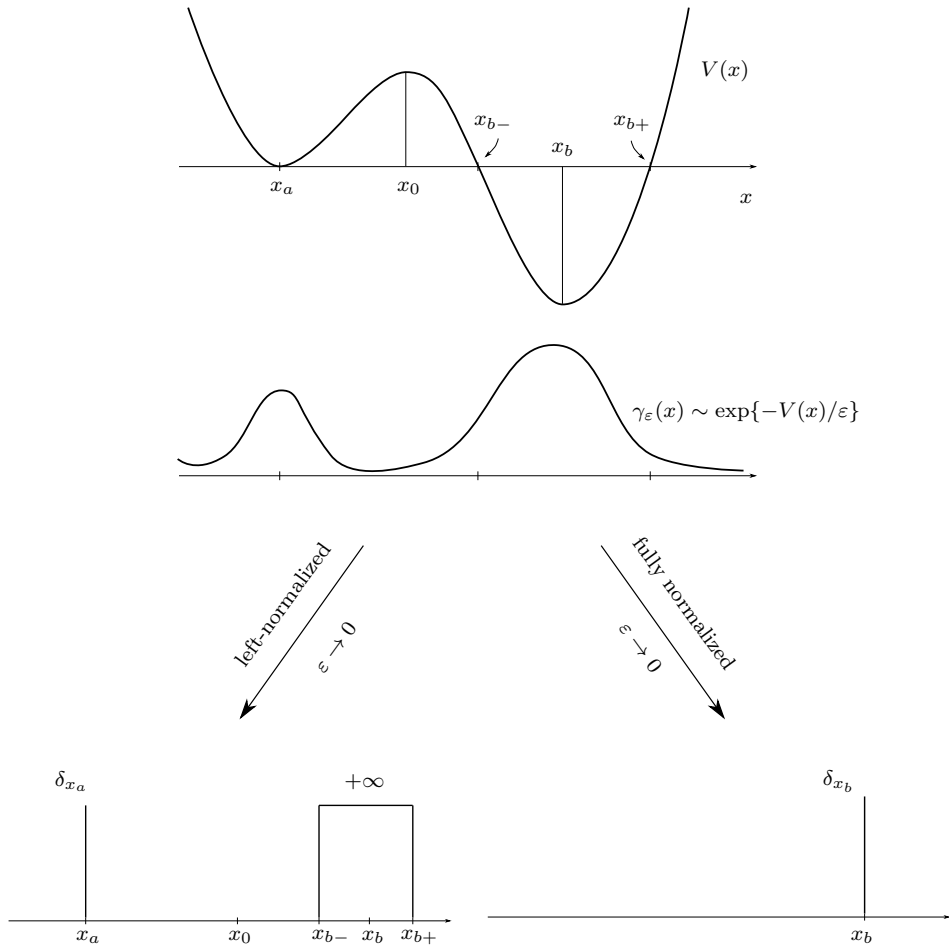 V(x)
x_{b−}
x_{b+}
x_b
x_a
x_0
x
γ_ε(x) ∼ exp{−V(x)/ε}
left-normalized
ε → 0
fully normalized
ε → 0
δ_{x_a}
+∞
δ_{x_b}
x_a
x_0
x_{b−}
x_b
x_{b+}
x_b